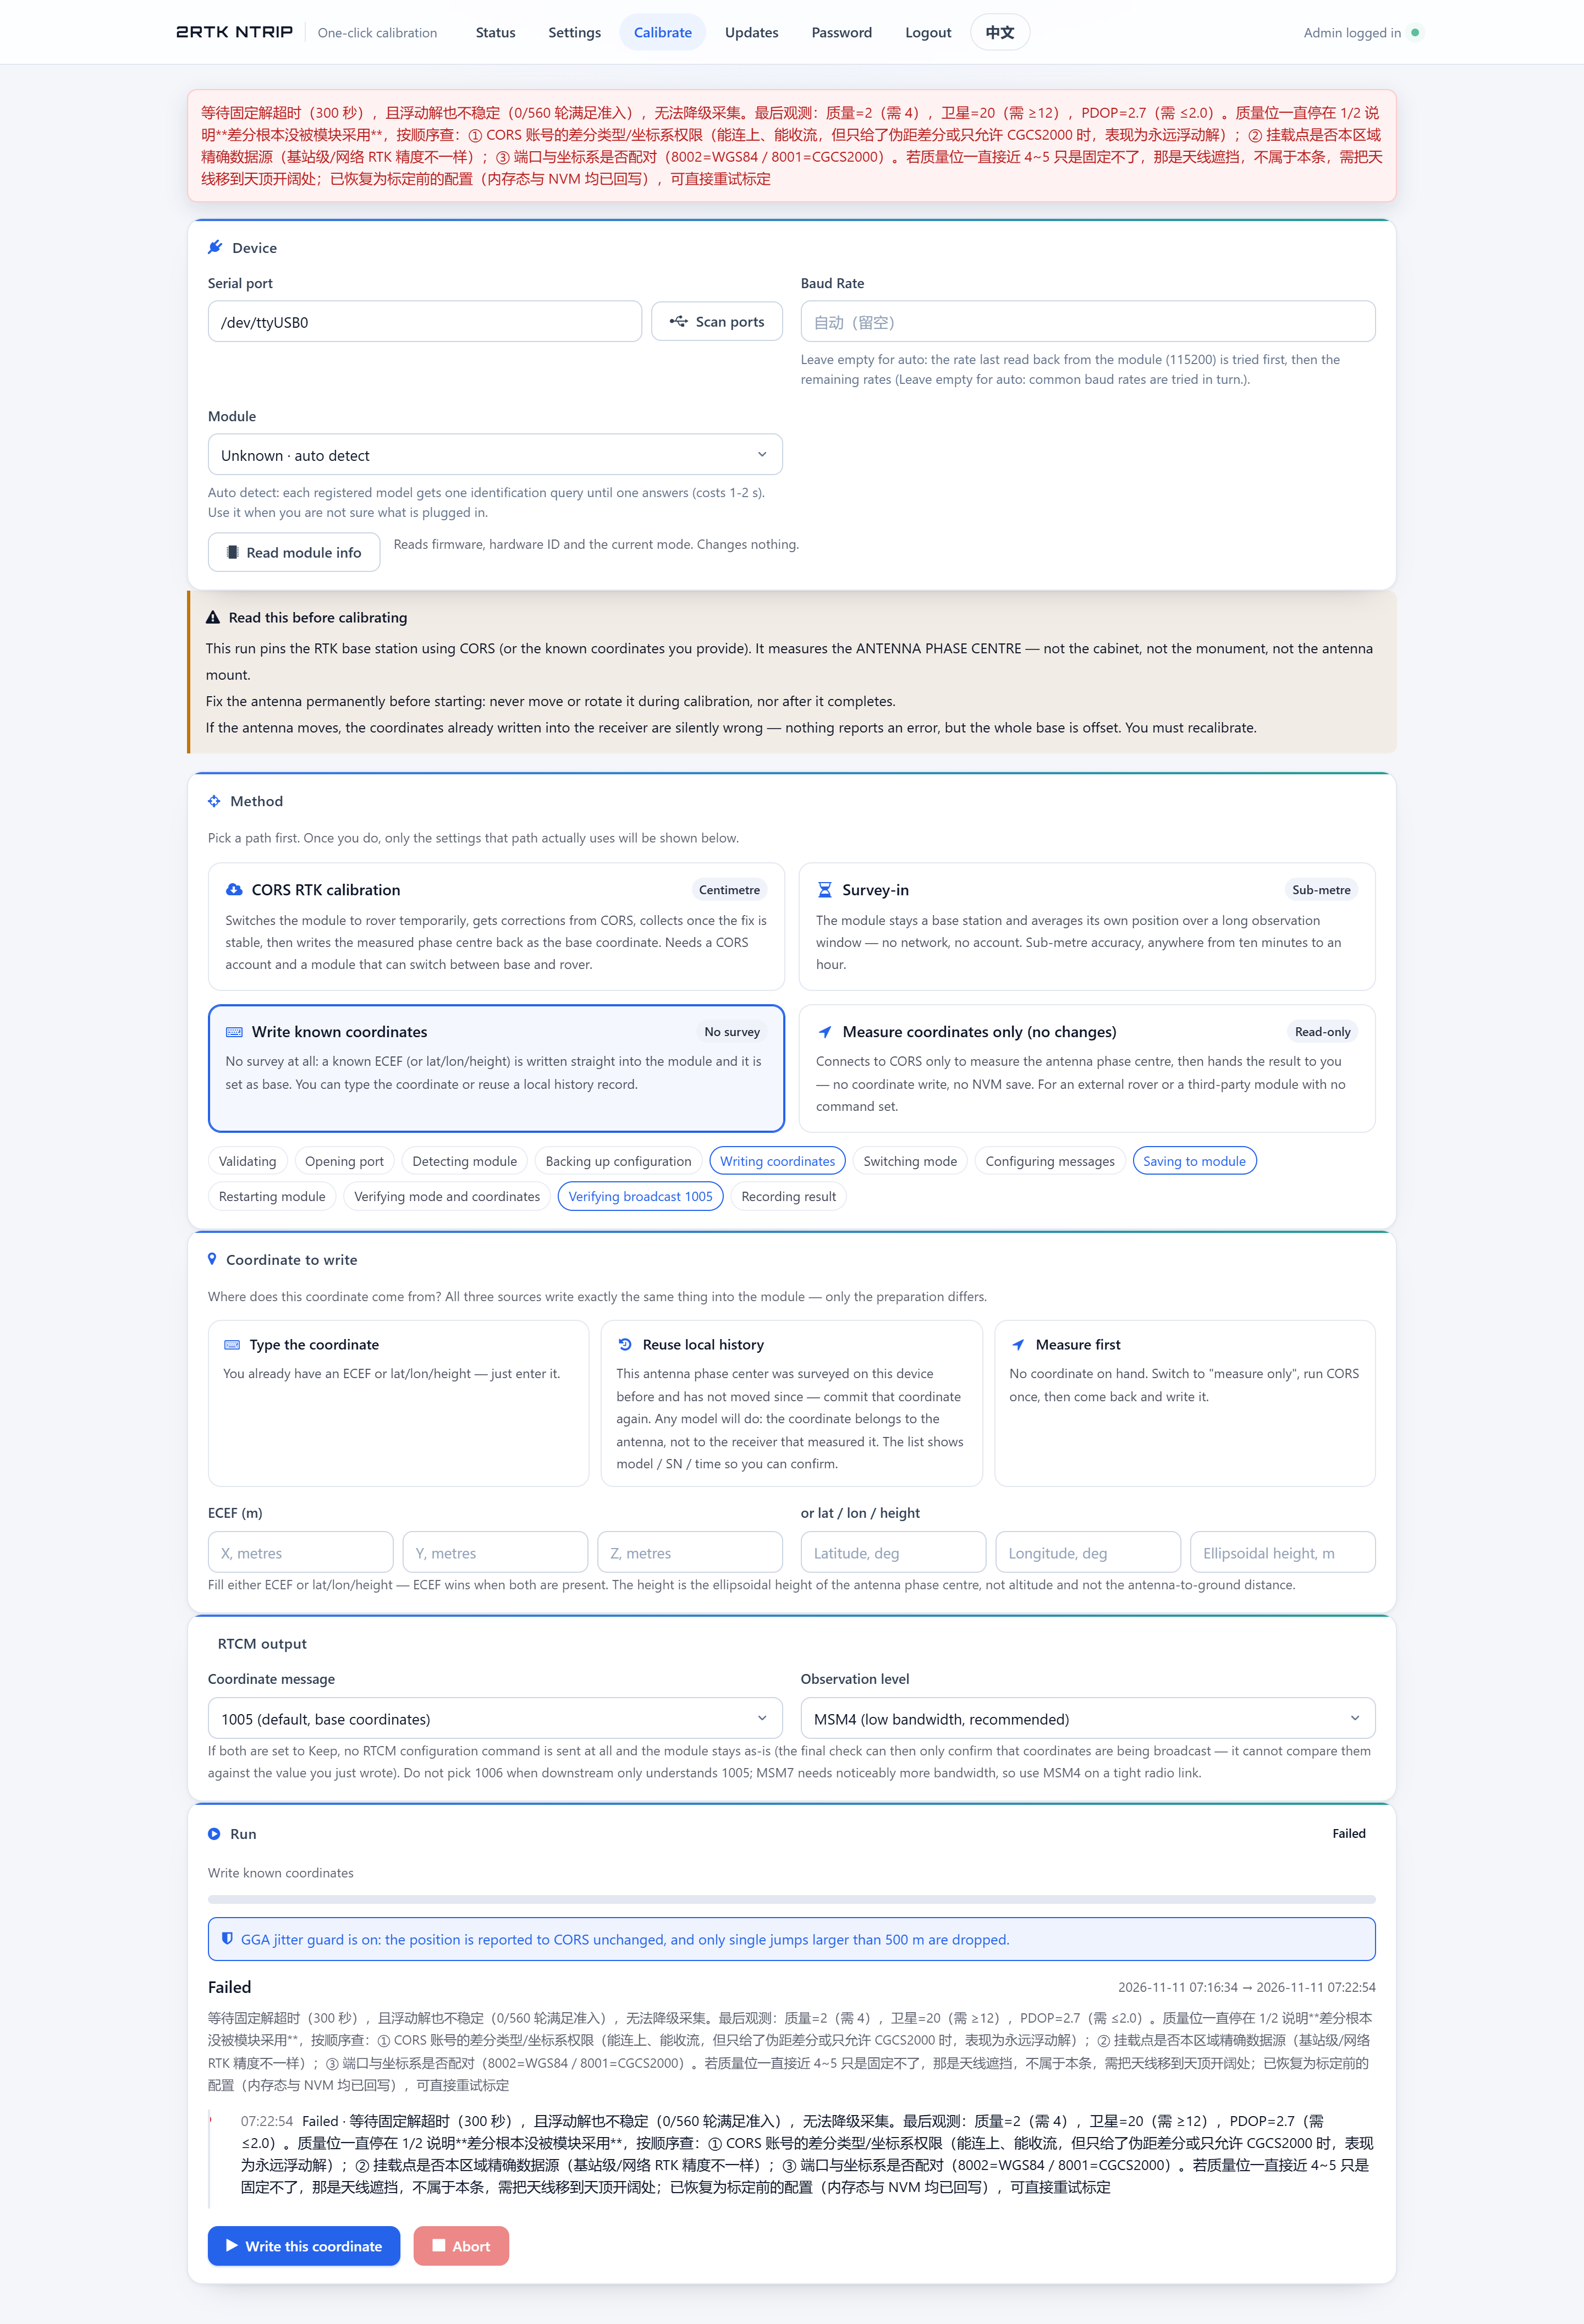 2RTK NTRIP
One-click calibration
Status
Settings
Calibrate
Updates
Password
Logout
中文
Admin logged in
等待固定解超时（300 秒），且浮动解也不稳定（0/560 轮满足准入），无法降级采集。最后观测：质量=2（需 4），卫星=20（需 ≥12），PDOP=2.7（需 ≤2.0）。质量位一直停在 1/2 说
明**差分根本没被模块采用**，按顺序查：① CORS 账号的差分类型/坐标系权限（能连上、能收流，但只给了伪距差分或只允许 CGCS2000 时，表现为永远浮动解）；② 挂载点是否本区域
精确数据源（基站级/网络 RTK 精度不一样）；③ 端口与坐标系是否配对（8002=WGS84 / 8001=CGCS2000）。若质量位一直接近 4~5 只是固定不了，那是天线遮挡，不属于本条，需把天
线移到天顶开阔处；已恢复为标定前的配置（内存态与 NVM 均已回写），可直接重试标定
Device
Serial port
Baud Rate
/dev/ttyUSB0
Scan ports
自动（留空）
Leave empty for auto: the rate last read back from the module (115200) is tried first, then the
remaining rates (Leave empty for auto: common baud rates are tried in turn.).
Module
Unknown · auto detect
Auto detect: each registered model gets one identification query until one answers (costs 1-2 s).
Use it when you are not sure what is plugged in.
Read module info
Reads firmware, hardware ID and the current mode. Changes nothing.
Read this before calibrating
This run pins the RTK base station using CORS (or the known coordinates you provide). It measures the ANTENNA PHASE CENTRE — not the cabinet, not the monument, not the antenna
mount.
Fix the antenna permanently before starting: never move or rotate it during calibration, nor after it completes.
If the antenna moves, the coordinates already written into the receiver are silently wrong — nothing reports an error, but the whole base is offset. You must recalibrate.
Method
Pick a path first. Once you do, only the settings that path actually uses will be shown below.
CORS RTK calibration
Centimetre
Switches the module to rover temporarily, gets corrections from CORS, collects once the fix is
stable, then writes the measured phase centre back as the base coordinate. Needs a CORS
account and a module that can switch between base and rover.
Survey-in
Sub-metre
The module stays a base station and averages its own position over a long observation
window — no network, no account. Sub-metre accuracy, anywhere from ten minutes to an
hour.
Write known coordinates
No survey
No survey at all: a known ECEF (or lat/lon/height) is written straight into the module and it is
set as base. You can type the coordinate or reuse a local history record.
Measure coordinates only (no changes)
Read-only
Connects to CORS only to measure the antenna phase centre, then hands the result to you
— no coordinate write, no NVM save. For an external rover or a third-party module with no
command set.
Validating
Opening port
Detecting module
Backing up configuration
Writing coordinates
Switching mode
Configuring messages
Saving to module
Restarting module
Verifying mode and coordinates
Verifying broadcast 1005
Recording result
Coordinate to write
Where does this coordinate come from? All three sources write exactly the same thing into the module — only the preparation differs.
Type the coordinate
You already have an ECEF or lat/lon/height — just enter it.
Reuse local history
This antenna phase center was surveyed on this device
before and has not moved since — commit that coordinate
again. Any model will do: the coordinate belongs to the
antenna, not to the receiver that measured it. The list shows
model / SN / time so you can confirm.
Measure first
No coordinate on hand. Switch to "measure only", run CORS
once, then come back and write it.
ECEF (m)
or lat / lon / height
X, metres
Y, metres
Z, metres
Latitude, deg
Longitude, deg
Ellipsoidal height, m
Fill either ECEF or lat/lon/height — ECEF wins when both are present. The height is the ellipsoidal height of the antenna phase centre, not altitude and not the antenna-to-ground distance.
RTCM output
Coordinate message
Observation level
1005 (default, base coordinates)
MSM4 (low bandwidth, recommended)
If both are set to Keep, no RTCM configuration command is sent at all and the module stays as-is (the final check can then only confirm that coordinates are being broadcast — it cannot compare them
against the value you just wrote). Do not pick 1006 when downstream only understands 1005; MSM7 needs noticeably more bandwidth, so use MSM4 on a tight radio link.
Run
Failed
Write known coordinates
GGA jitter guard is on: the position is reported to CORS unchanged, and only single jumps larger than 500 m are dropped.
Failed
2026-11-11 07:16:34 → 2026-11-11 07:22:54
等待固定解超时（300 秒），且浮动解也不稳定（0/560 轮满足准入），无法降级采集。最后观测：质量=2（需 4），卫星=20（需 ≥12），PDOP=2.7（需 ≤2.0）。质量位一直停在 1/2 说明**差分根本
没被模块采用**，按顺序查：① CORS 账号的差分类型/坐标系权限（能连上、能收流，但只给了伪距差分或只允许 CGCS2000 时，表现为永远浮动解）；② 挂载点是否本区域精确数据源（基站级/网络
RTK 精度不一样）；③ 端口与坐标系是否配对（8002=WGS84 / 8001=CGCS2000）。若质量位一直接近 4~5 只是固定不了，那是天线遮挡，不属于本条，需把天线移到天顶开阔处；已恢复为标定前的
配置（内存态与 NVM 均已回写），可直接重试标定
07:22:54 Failed · 等待固定解超时（300 秒），且浮动解也不稳定（0/560 轮满足准入），无法降级采集。最后观测：质量=2（需 4），卫星=20（需 ≥12），PDOP=2.7（需
≤2.0）。质量位一直停在 1/2 说明**差分根本没被模块采用**，按顺序查：① CORS 账号的差分类型/坐标系权限（能连上、能收流，但只给了伪距差分或只允许 CGCS2000 时，表现
为永远浮动解）；② 挂载点是否本区域精确数据源（基站级/网络 RTK 精度不一样）；③ 端口与坐标系是否配对（8002=WGS84 / 8001=CGCS2000）。若质量位一直接近 4~5 只是
固定不了，那是天线遮挡，不属于本条，需把天线移到天顶开阔处；已恢复为标定前的配置（内存态与 NVM 均已回写），可直接重试标定
Write this coordinate
Abort